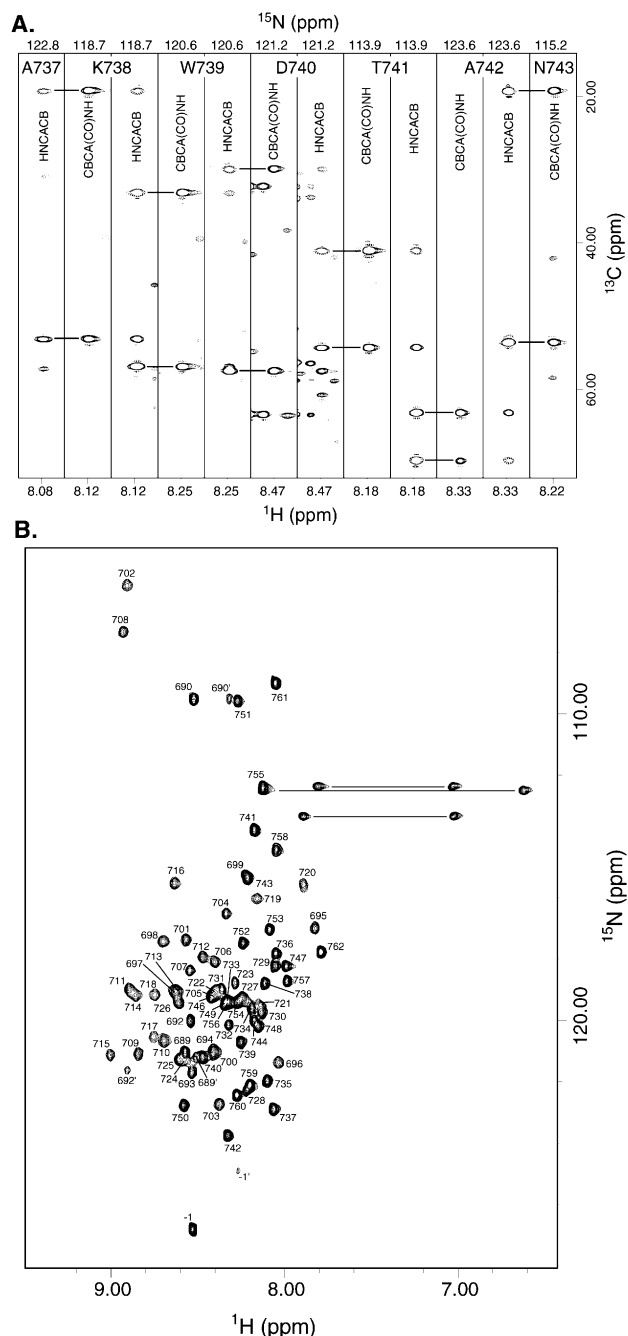 A.
15N (ppm)
122.8 118.7 118.7 120.6 120.6 121.2 121.2 113.9 113.9 123.6 123.6 115.2
A737 K738 W739 D740 T741 A742 N743
HNCACB CBCA(CO)NH HNCACB CBCA(CO)NH HNCACB CBCA(CO)NH HNCACB CBCA(CO)NH HNCACB CBCA(CO)NH HNCACB CBCA(CO)NH
20.00
40.00
13C (ppm)
60.00
8.08 8.12 8.12 8.25 8.25 8.47 8.47 8.18 8.18 8.33 8.33 8.22
1H (ppm)
B.
702
708
690 690' 751 761
110.00
755
741
758
716 699 743 720
719
704
701 753 695
698 752
712 706 736 762
15N (ppm)
713 707 733 729 747
697 723 757
711 718 722 731 727 738
714 726 705 721
746 749 754 730
692 756 734 748
120.00
717 732 744
715 709 710 689 694 739
725 740 700 696
692' 724 693 689' 759 735
760 728
750 703 737
742
-1'
-1
9.00 8.00 7.00
1H (ppm)